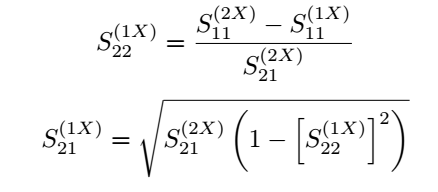 S_{22}^{(1X)} = \frac{S_{11}^{(2X)} - S_{11}^{(1X)}}{S_{21}^{(2X)}}
S_{21}^{(1X)} = \sqrt{S_{21}^{(2X)} \left( 1 - \left[ S_{22}^{(1X)} \right]^2 \right)}